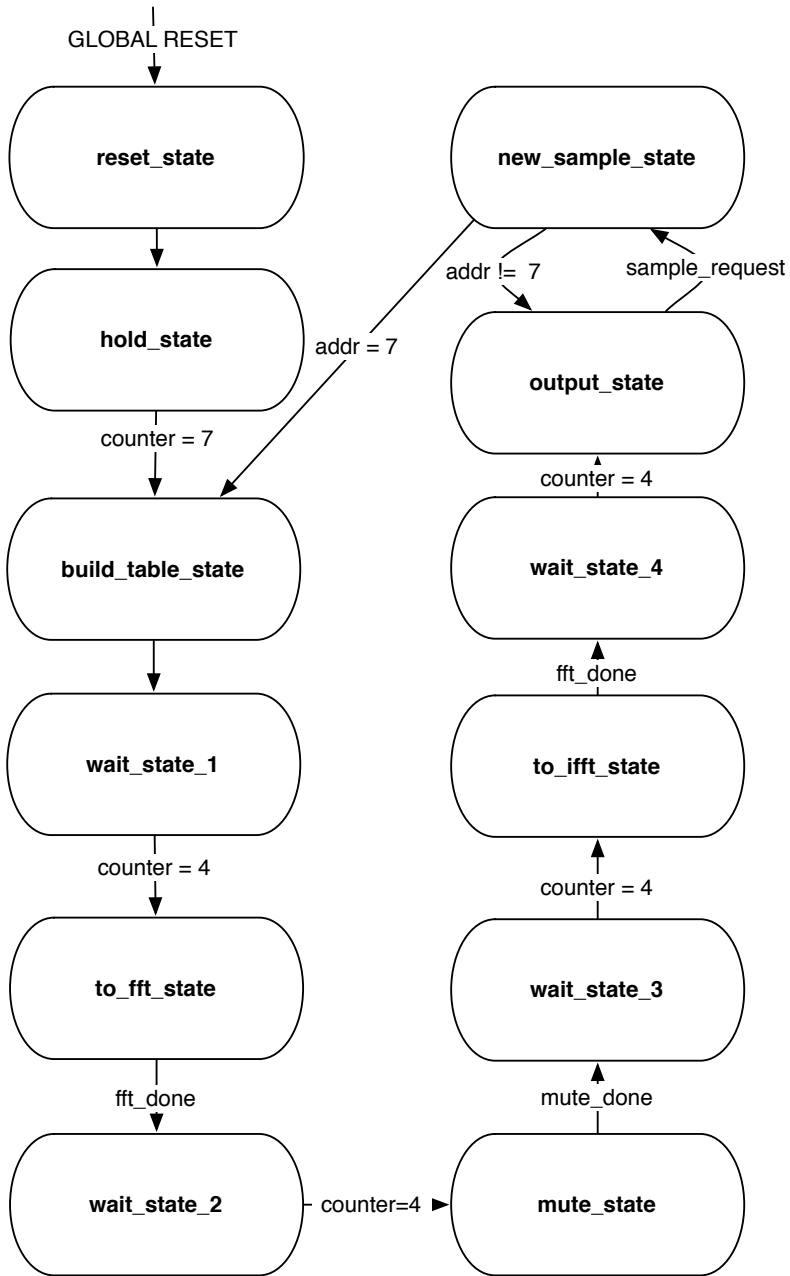 GLOBAL RESET
reset_state
hold_state
counter = 7
build_table_state
wait_state_1
counter = 4
to_fft_state
fft_done
wait_state_2
counter=4
mute_state
mute_done
wait_state_3
counter = 4
to_ifft_state
fft_done
wait_state_4
counter = 4
output_state
sample_request
new_sample_state
addr != 7
addr = 7